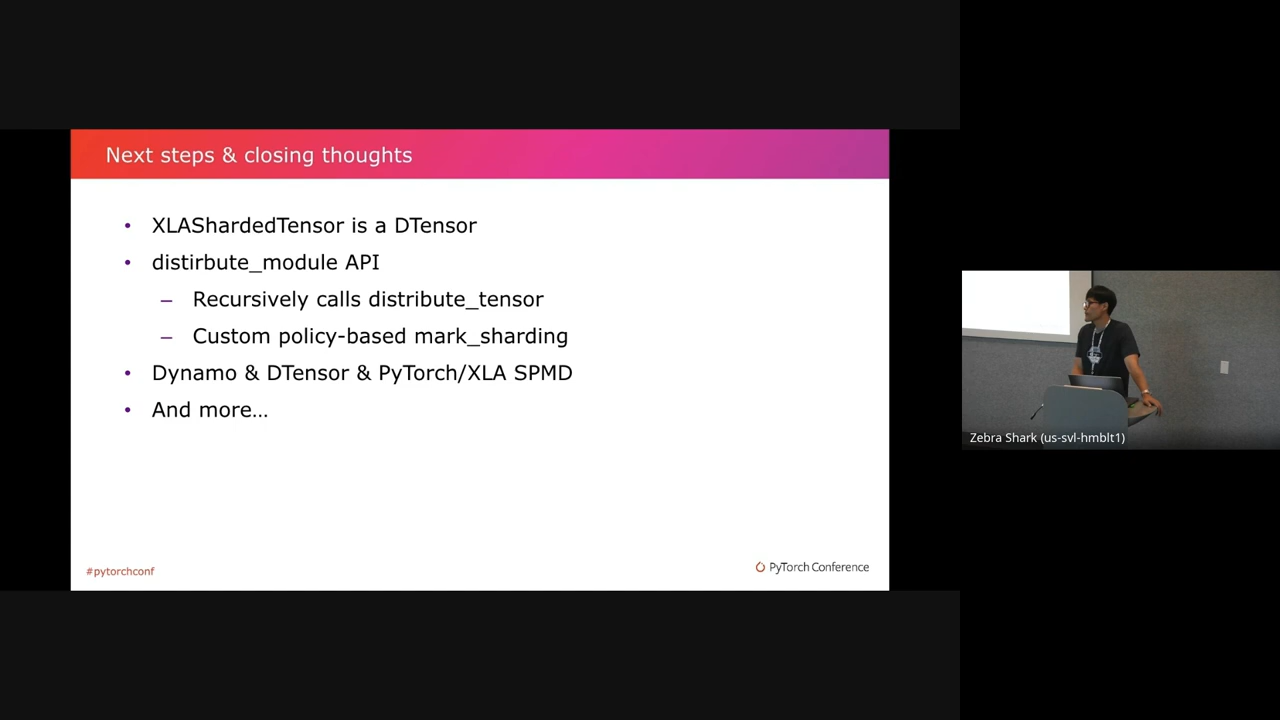 Next steps & closing thoughts
• XLAShardedTensor is a DTensor
• distirbute_module API
– Recursively calls distribute_tensor
– Custom policy-based mark_sharding
• Dynamo & DTensor & PyTorch/XLA SPMD
• And more…
#pytorchconf
PyTorch Conference
Zebra Shark (us-svl-hmblt1)